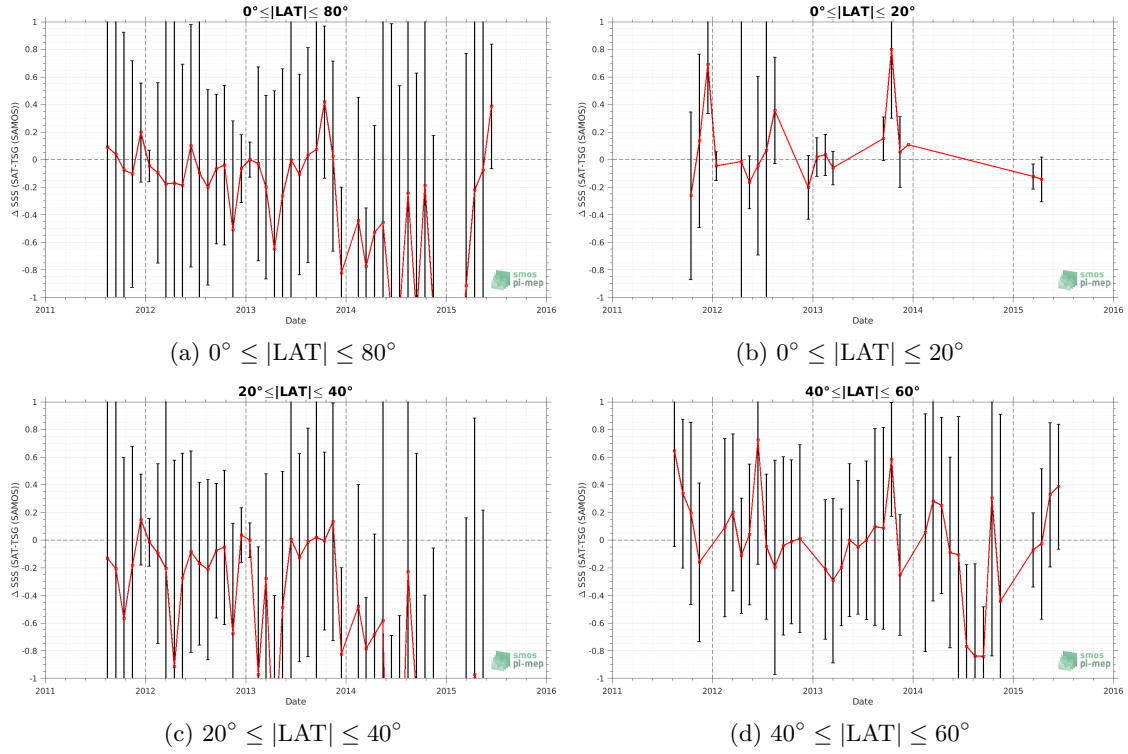 0°≤|LAT|≤ 80°
Δ SSS (SAT-TSG (SAMOS))
1
0.8
0.6
0.4
0.2
0
-0.2
-0.4
-0.6
-0.8
-1
2011 2012 2013 2014 2015 2016
Date
smos
pi-mep
(a) 0° ≤ |LAT| ≤ 80°
0°≤|LAT|≤ 20°
Δ SSS (SAT-TSG (SAMOS))
1
0.8
0.6
0.4
0.2
0
-0.2
-0.4
-0.6
-0.8
-1
2011 2012 2013 2014 2015 2016
Date
smos
pi-mep
(b) 0° ≤ |LAT| ≤ 20°
20°≤|LAT|≤ 40°
Δ SSS (SAT-TSG (SAMOS))
1
0.8
0.6
0.4
0.2
0
-0.2
-0.4
-0.6
-0.8
-1
2011 2012 2013 2014 2015 2016
Date
smos
pi-mep
(c) 20° ≤ |LAT| ≤ 40°
40°≤|LAT|≤ 60°
Δ SSS (SAT-TSG (SAMOS))
1
0.8
0.6
0.4
0.2
0
-0.2
-0.4
-0.6
-0.8
-1
2011 2012 2013 2014 2015 2016
Date
smos
pi-mep
(d) 40° ≤ |LAT| ≤ 60°